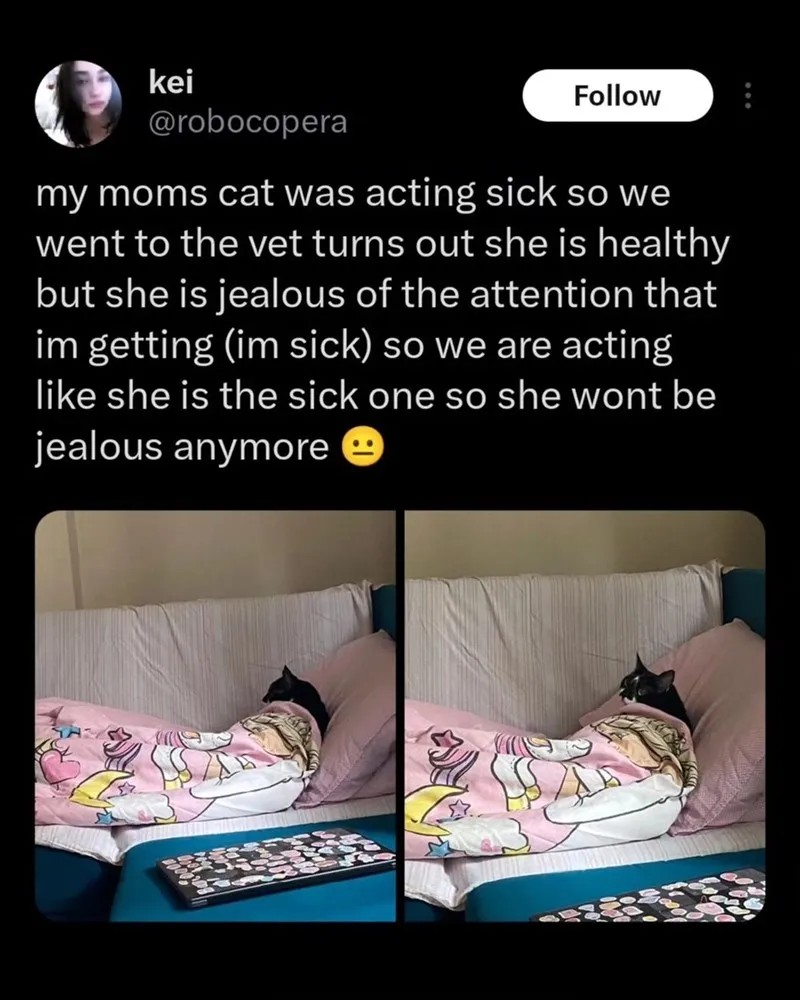 kei
@robocopera
Follow
my moms cat was acting sick so we
went to the vet turns out she is healthy
but she is jealous of the attention that
im getting (im sick) so we are acting
like she is the sick one so she wont be
jealous anymore 😐